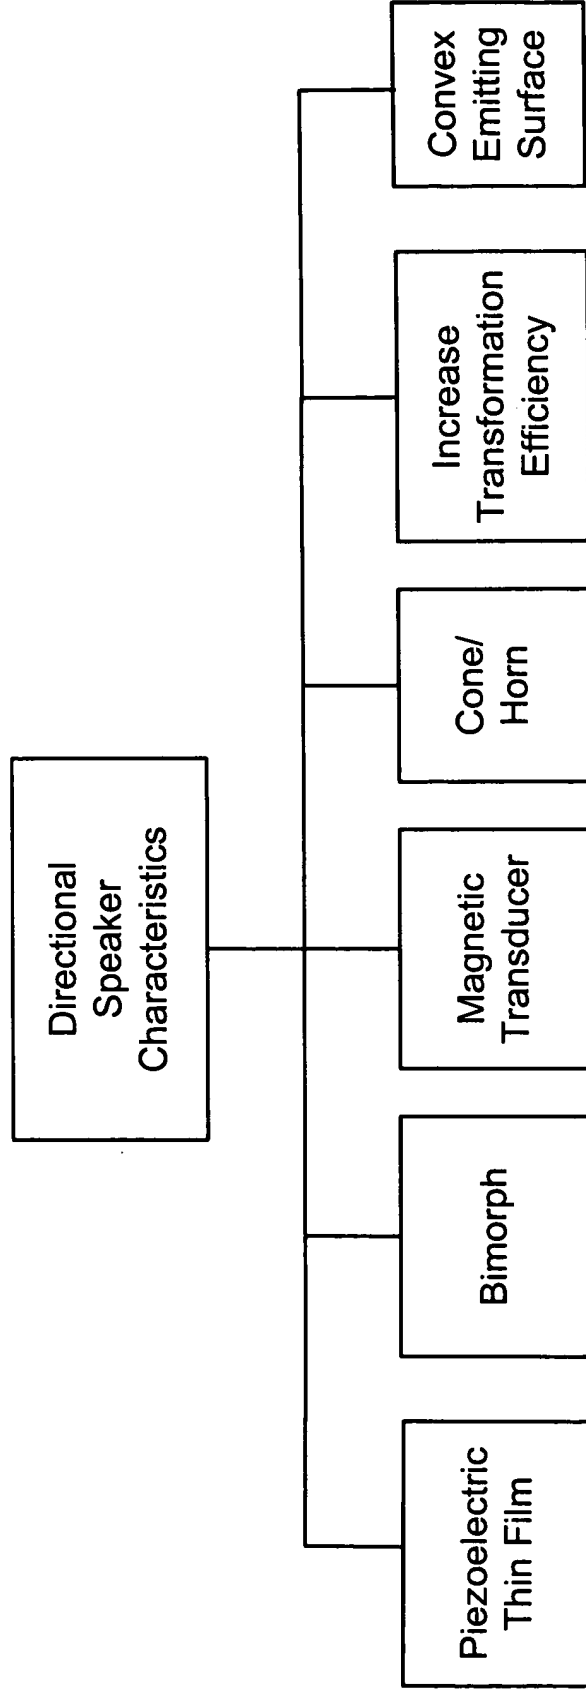 Directional
Speaker
Characteristics
Piezoelectric
Thin Film
Bimorph
Magnetic
Transducer
Cone/
Horn
Increase
Transformation
Efficiency
Convex
Emitting
Surface